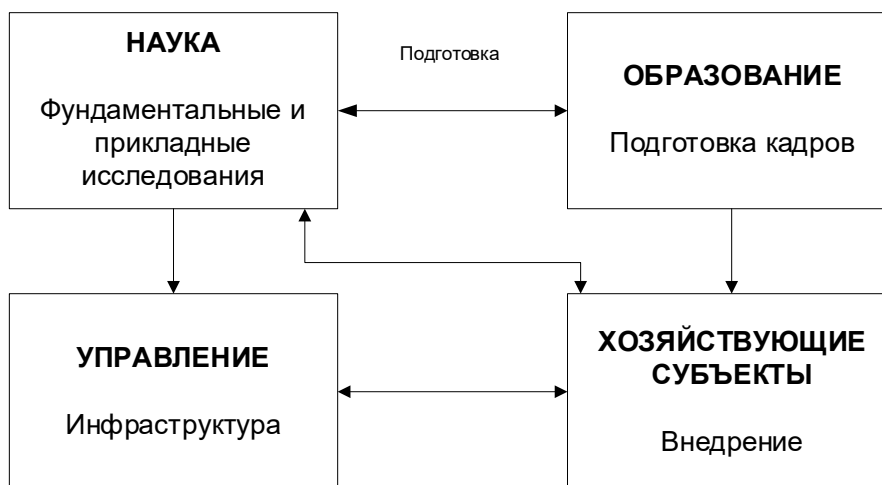 НАУКА
Фундаментальные и
прикладные
исследования
Подготовка
ОБРАЗОВАНИЕ
Подготовка кадров
УПРАВЛЕНИЕ
Инфраструктура
ХОЗЯЙСТВУЮЩИЕ
СУБЪЕКТЫ
Внедрение